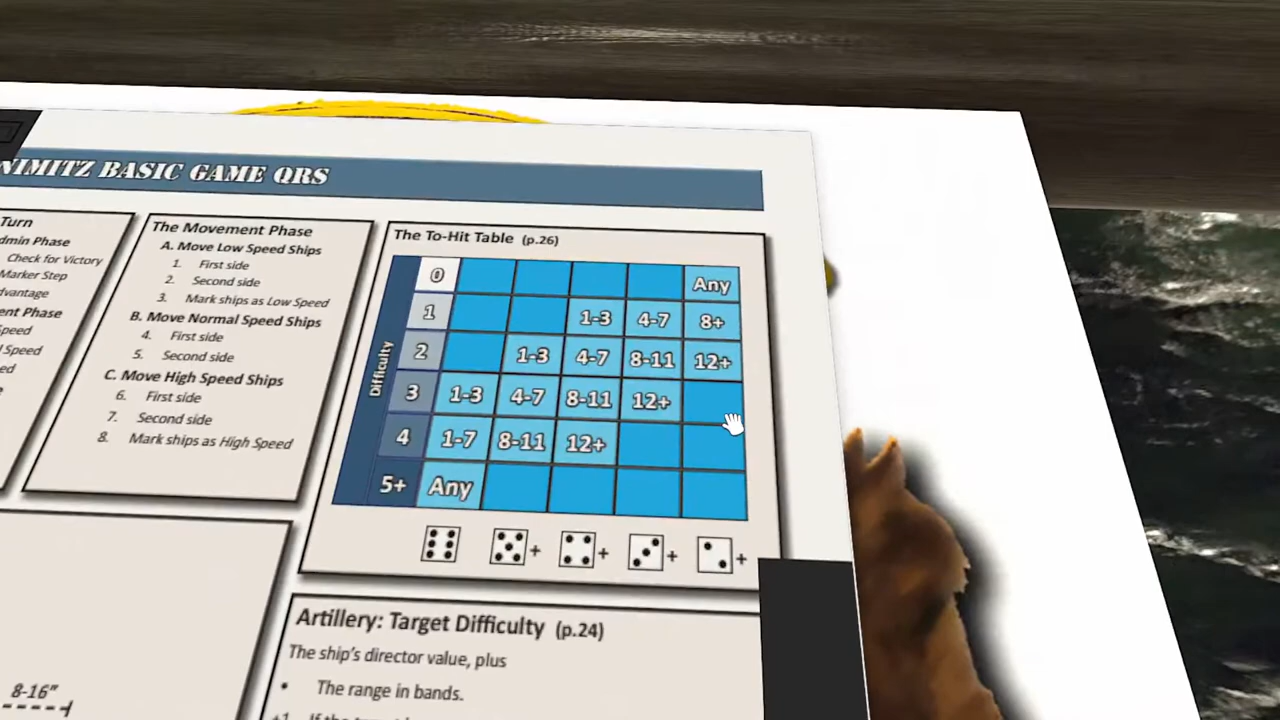 NIMITZ BASIC GAME QRS
Turn
dmin Phase
Check for Victory
Marker Step
dvantage
ent Phase
peed
l Speed
ed
The Movement Phase
A. Move Low Speed Ships
1. First side
2. Second side
3. Mark ships as Low Speed
B. Move Normal Speed Ships
4. First side
5. Second side
C. Move High Speed Ships
6. First side
7. Second side
8. Mark ships as High Speed
The To-Hit Table (p.26)
Difficulty
0 Any
1 1-3 4-7 8+
2 1-3 4-7 8-11 12+
3 1-3 4-7 8-11 12+
4 1-7 8-11 12+
5+ Any
+ + + +
8-16"
Artillery: Target Difficulty (p.24)
The ship's director value, plus
• The range in bands.